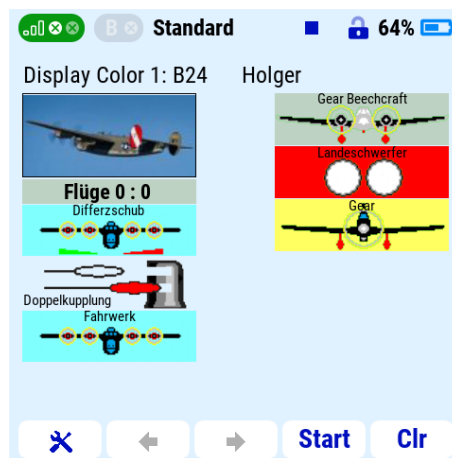 B Standard 64%
Display Color 1: B24 Holger
Flüge 0 : 0
Differzschub
Doppelkupplung
Fahrwerk
Gear Beechcraft
Landeschwerfer
Gear
Start Clr